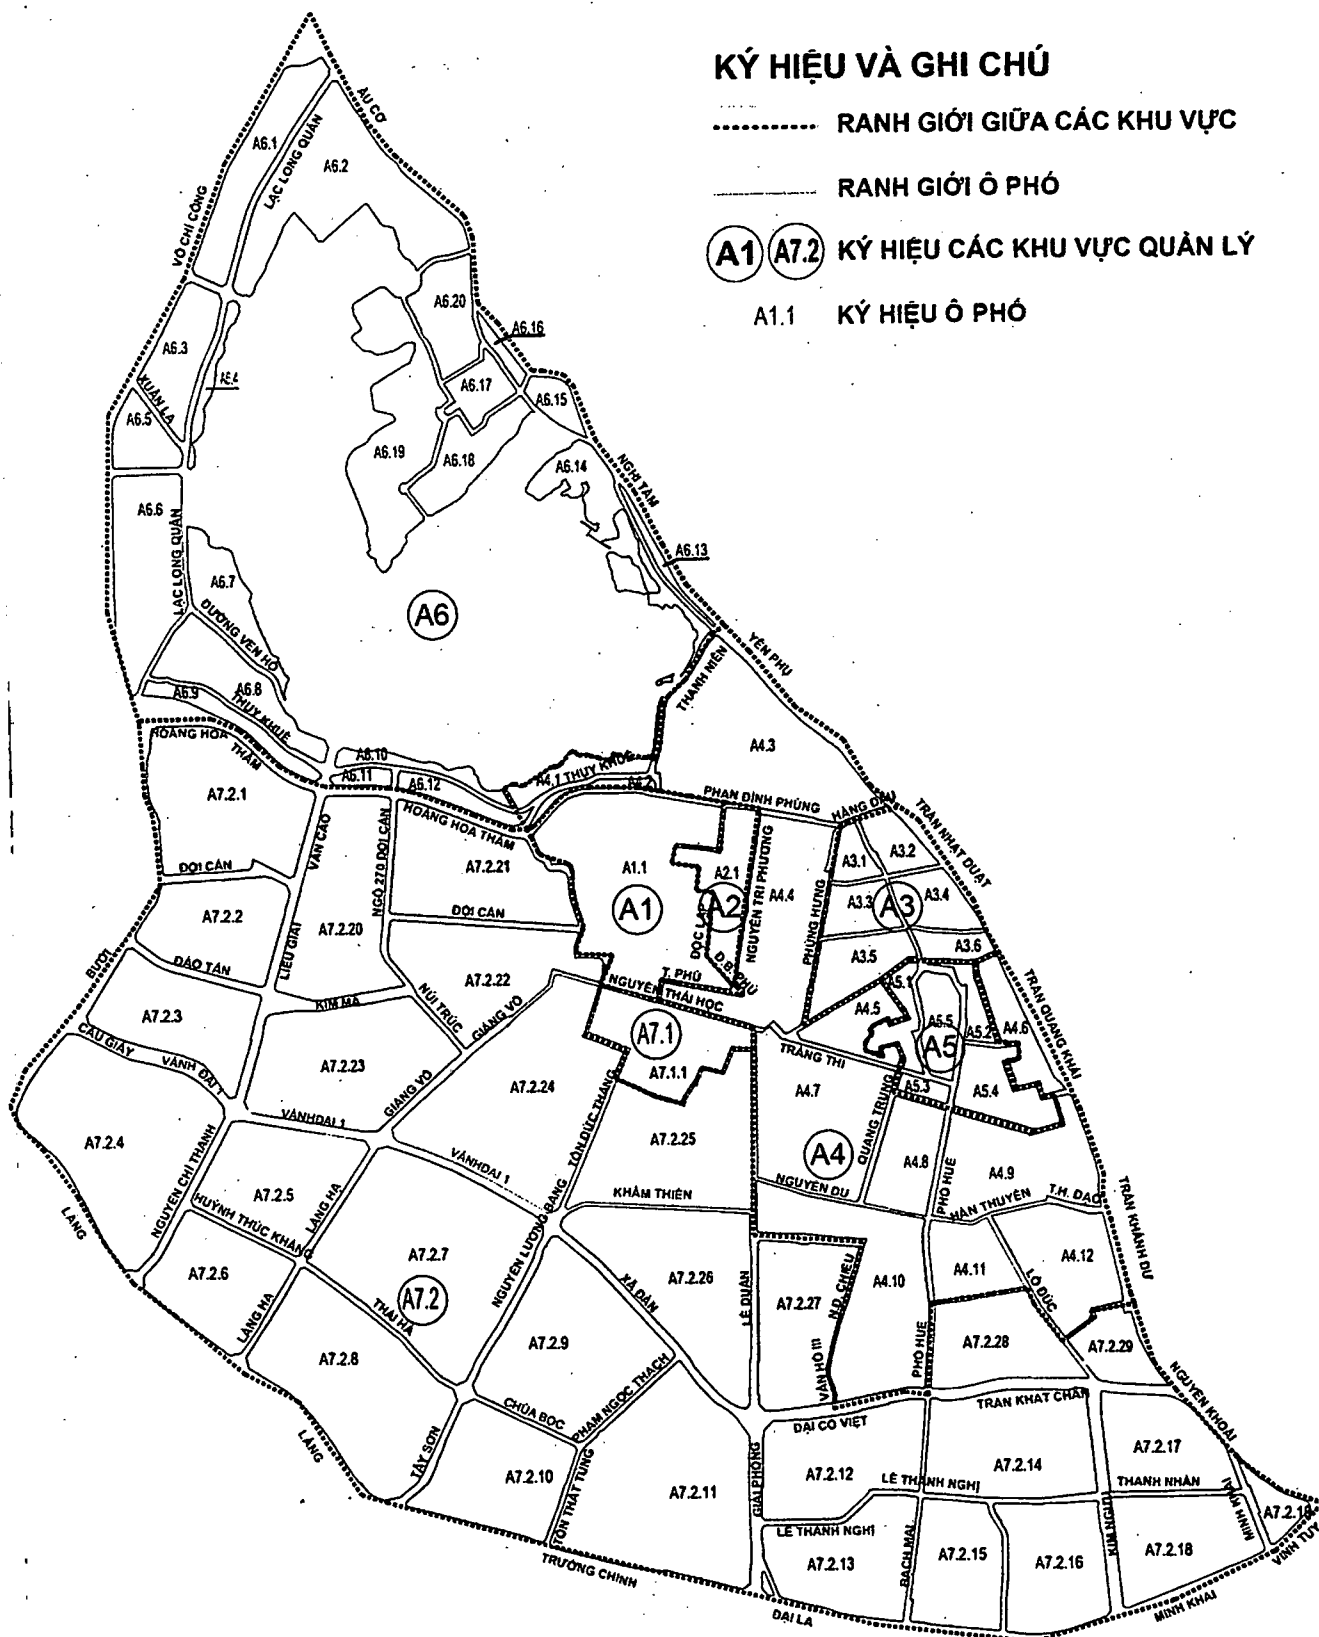 KÝ HIỆU VÀ GHI CHÚ
RANH GIỚI GIỮA CÁC KHU VỰC
RANH GIỚI Ô PHÓ
A1 A7.2 KÝ HIỆU CÁC KHU VỰC QUẢN LÝ
A1.1 KÝ HIỆU Ô PHỐ
ÂU CƠ
A6.1
LẠC LONG QUÂN
A6.2
VÕ CHÍ CÔNG
A6.20
A6.16
A6.3
A6.4
XUÂN LA
A6.17
A6.15
A6.5
A6.19
A6.18
A6.14
NGHI TÀM
A6.6
LẠC LONG QUÂN
A6.13
A6.7
ĐƯỜNG VEN HỒ
A6
YÊN PHỤ
THANH NIÊN
A6.9
A6.8
THUỴ KHUÊ
HOÀNG HOA
THÁM
A6.10
A6.11
A6.12
A4.1 THUỴ KHUÊ
A4.2
A4.3
PHAN ĐÌNH PHÙNG
HÀNG ĐẬU
TRẦN NHẬT DUẬT
A7.2.1
VĂN CAO
NGÕ 270 ĐỘI CẤN
HOÀNG HOA THÁM
A7.2.21
A1.1
A2.1
NGUYỄN TRI PHƯƠNG
A4.4
PHÙNG HƯNG
A3.1
A3.2
ĐỘI CẤN
A7.2.2
A7.2.20
ĐỘI CẤN
A1
A2
ĐỘC LẬP
A3.3
A3
A3.4
LIỄU GIAI
BƯỞI
ĐÀO TẤN
A7.2.22
D.B. PHỦ
A3.5
A3.6
T. PHÚ
NGUYỄN THÁI HỌC
KIM MÃ
NÚI TRÚC
GIẢNG VÕ
A5.1
A7.2.3
A4.5
A5.5
A5.2
A4.6
TRẦN QUANG KHẢI
CẦU GIẤY
VÀNH ĐAI 1
A7.1
A5
TRÀNG THI
A7.2.23
A7.1.1
A7.2.24
GIẢNG VÕ
A5.3
A5.4
A4.7
QUANG TRUNG
TÔN ĐỨC THẮNG
VÀNH ĐAI 1
A7.2.4
NGUYỄN CHÍ THANH
A7.2.25
VÀNH ĐAI 1
A4
A4.8
PHỐ HUẾ
A4.9
KHÂM THIÊN
NGUYỄN DU
A7.2.5
HUỲNH THÚC KHÁNG
LÁNG HẠ
HÀN THUYÊN
T.H. ĐẠO
TRẦN KHÁNH DƯ
LÁNG
NGUYỄN LƯƠNG BẰNG
A7.2.6
A7.2.7
XÃ ĐÀN
A7.2.26
LÊ DUẨN
A7.2.27
N.Đ. CHIỂU
A4.10
A4.11
LÒ ĐÚC
A4.12
A7.2
LÁNG HẠ
THÁI HÀ
A7.2.8
A7.2.9
VÂN HỒ III
PHỐ HUẾ
A7.2.28
A7.2.29
NGUYỄN KHOÁI
PHẠM NGỌC THẠCH
CHÙA BỘC
TRẦN KHÁT CHÂN
ĐẠI CỒ VIỆT
LÁNG
TÂY SƠN
A7.2.10
TÔN THẤT TÙNG
A7.2.11
GIẢI PHÓNG
A7.2.12
LÊ THANH NGHỊ
A7.2.14
A7.2.17
THANH NHÀN
MINH KHAI
LÊ THANH NGHỊ
A7.2.13
BẠCH MAI
A7.2.15
A7.2.16
KIM NGƯU
A7.2.18
VĨNH TUY
TRƯỜNG CHINH
ĐẠI LA
MINH KHAI